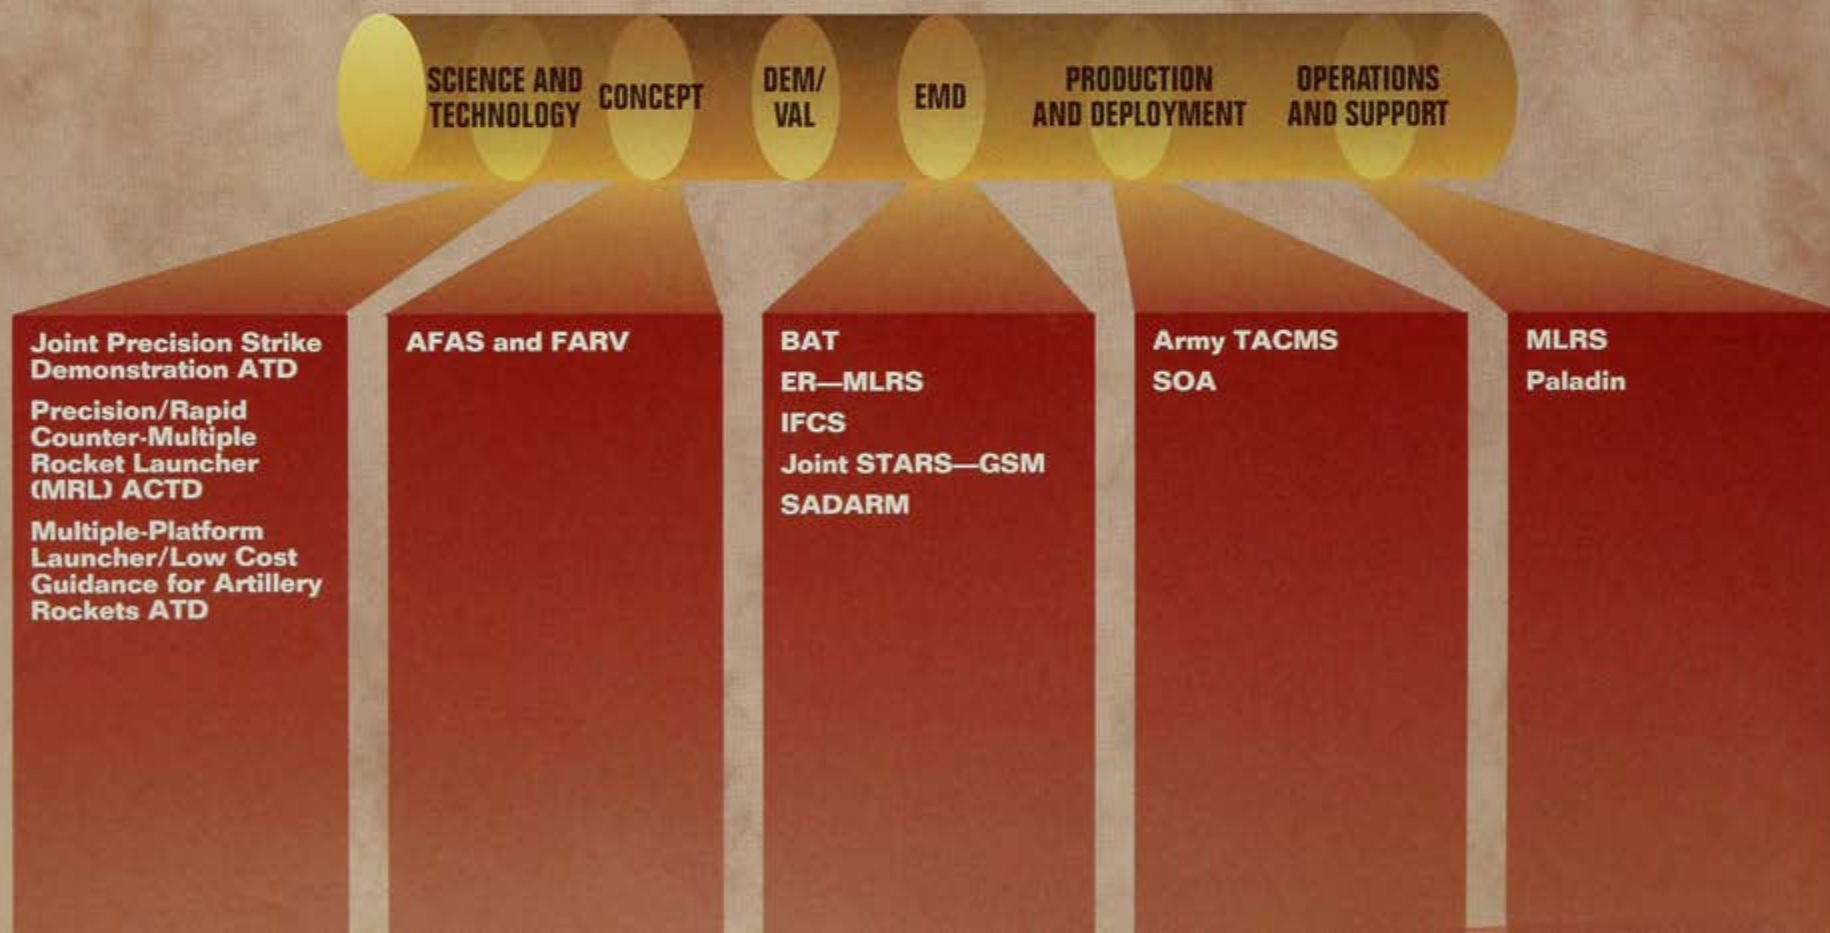 SCIENCE AND
TECHNOLOGY
CONCEPT
DEM/
VAL
EMD
PRODUCTION
AND DEPLOYMENT
OPERATIONS
AND SUPPORT
Joint Precision Strike
Demonstration ATD
Precision/Rapid
Counter-Multiple
Rocket Launcher
(MRL) ACTD
Multiple-Platform
Launcher/Low Cost
Guidance for Artillery
Rockets ATD
AFAS and FARV
BAT
ER—MLRS
IFCS
Joint STARS—GSM
SADARM
Army TACMS
SOA
MLRS
Paladin